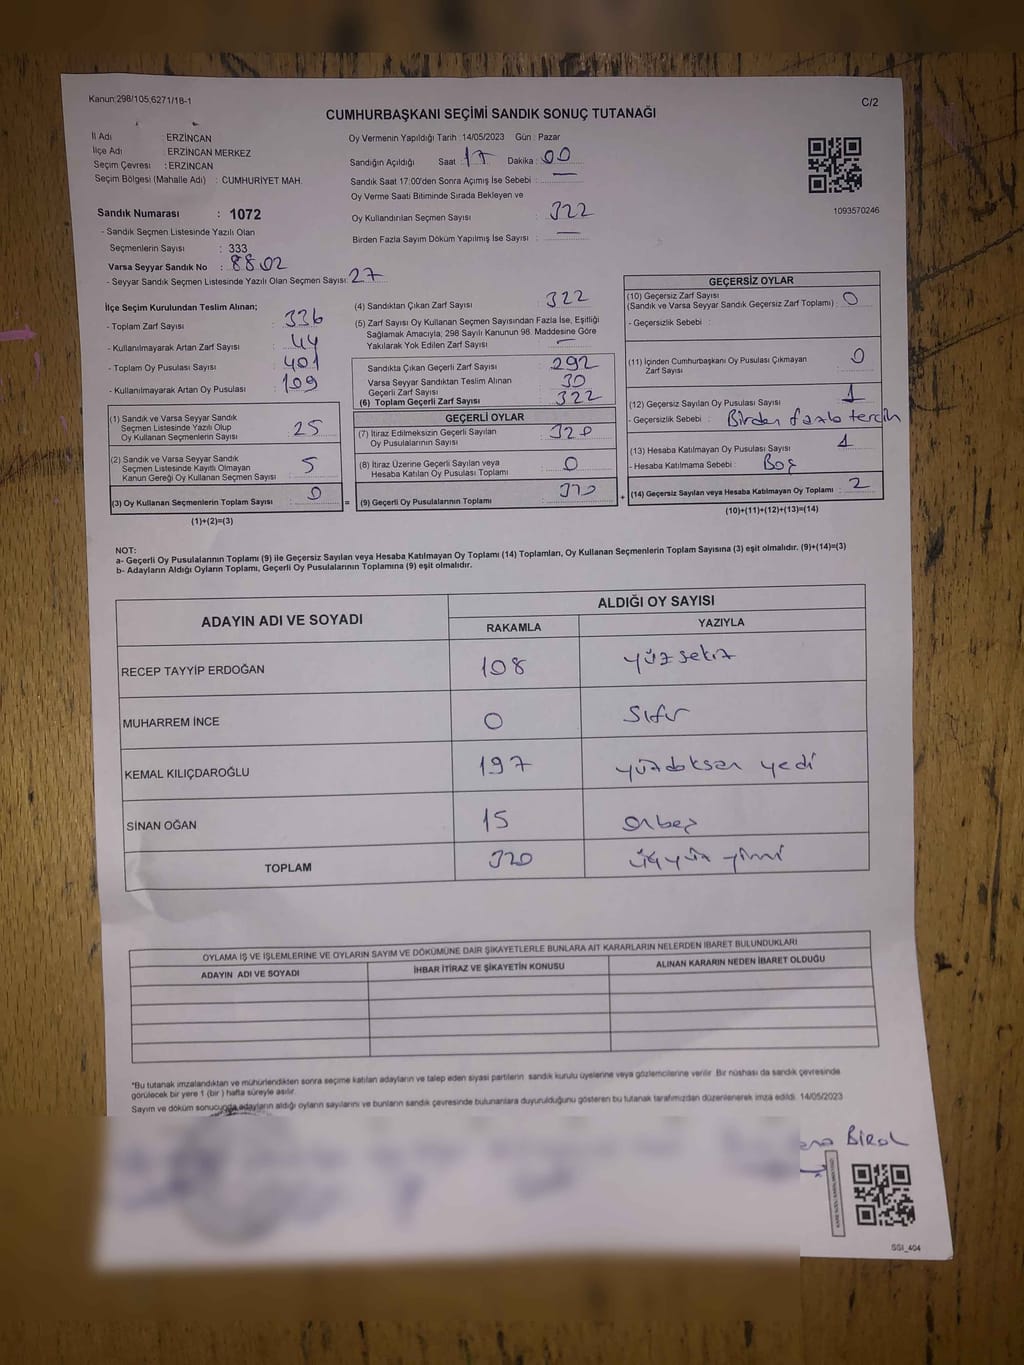 Kanun:298/105,6271/18-1
C/2
CUMHURBAŞKANI SEÇİMİ SANDIK SONUÇ TUTANAĞI
İl Adı : ERZİNCAN
İlçe Adı : ERZİNCAN MERKEZ
Seçim Çevresi : ERZİNCAN
Seçim Bölgesi (Mahalle Adı) : CUMHURİYET MAH.
Sandık Numarası : 1072
- Sandık Seçmen Listesinde Yazılı Olan
Seçmenlerin Sayısı : 333
Varsa Seyyar Sandık No : 8802
- Seyyar Sandık Seçmen Listesinde Yazılı Olan Seçmen Sayısı: 27
Oy Vermenin Yapıldığı Tarih : 14/05/2023 Gün : Pazar
Sandığın Açıldığı Saat : 17 Dakika : 00
Sandık Saat 17:00'den Sonra Açımış İse Sebebi : —
Oy Verme Saati Bitiminde Sırada Bekleyen ve
Oy Kullandırılan Seçmen Sayısı : 322
Birden Fazla Sayım Döküm Yapılmış İse Sayısı : —
1093570246
İlçe Seçim Kurulundan Teslim Alınan;
- Toplam Zarf Sayısı : 336
- Kullanılmayarak Artan Zarf Sayısı : 44
- Toplam Oy Pusulası Sayısı : 401
- Kullanılmayarak Artan Oy Pusulası : 109
(1) Sandık ve Varsa Seyyar Sandık
Seçmen Listesinde Yazılı Olup
Oy Kullanan Seçmenlerin Sayısı : 25
(2) Sandık ve Varsa Seyyar Sandık
Seçmen Listesinde Kayıtlı Olmayan
Kanun Gereği Oy Kullanan Seçmen Sayısı : 5
(3) Oy Kullanan Seçmenlerin Toplam Sayısı : 0
(1)+(2)=(3)
(4) Sandıktan Çıkan Zarf Sayısı : 322
(5) Zarf Sayısı Oy Kullanan Seçmen Sayısından Fazla İse, Eşitliği
Sağlamak Amacıyla; 298 Sayılı Kanunun 98. Maddesine Göre
Yakılarak Yok Edilen Zarf Sayısı : —
Sandıkta Çıkan Geçerli Zarf Sayısı : 292
Varsa Seyyar Sandıktan Teslim Alınan
Geçerli Zarf Sayısı : 30
(6) Toplam Geçerli Zarf Sayısı : 322
GEÇERLİ OYLAR
(7) İtiraz Edilmeksizin Geçerli Sayılan
Oy Pusulalarının Sayısı : 320
(8) İtiraz Üzerine Geçerli Sayılan veya
Hesaba Katılan Oy Pusulası Toplamı : 0
= (9) Geçerli Oy Pusulalarının Toplamı : 320
GEÇERSİZ OYLAR
(10) Geçersiz Zarf Sayısı
(Sandık ve Varsa Seyyar Sandık Geçersiz Zarf Toplamı) : 0
- Geçersizlik Sebebi :
(11) İçinden Cumhurbaşkanı Oy Pusulası Çıkmayan
Zarf Sayısı : 0
(12) Geçersiz Sayılan Oy Pusulası Sayısı : 1
- Geçersizlik Sebebi : Birden fazla tercih
(13) Hesaba Katılmayan Oy Pusulası Sayısı : 1
- Hesaba Katılmama Sebebi : Boş
+ (14) Geçersiz Sayılan veya Hesaba Katılmayan Oy Toplamı : 2
(10)+(11)+(12)+(13)=(14)
NOT:
a- Geçerli Oy Pusulalarının Toplamı (9) ile Geçersiz Sayılan veya Hesaba Katılmayan Oy Toplamı (14) Toplamları, Oy Kullanan Seçmenlerin Toplam Sayısına (3) eşit olmalıdır. (9)+(14)=(3)
b- Adayların Aldığı Oyların Toplamı, Geçerli Oy Pusulalarının Toplamına (9) eşit olmalıdır.
ADAYIN ADI VE SOYADI
ALDIĞI OY SAYISI
RAKAMLA YAZIYLA
RECEP TAYYİP ERDOĞAN 108 yüzsekiz
MUHARREM İNCE 0 Sıfır
KEMAL KILIÇDAROĞLU 197 yüzdoksan yedi
SİNAN OĞAN 15 onbeş
TOPLAM 320 üçyüz yirmi
OYLAMA İŞ VE İŞLEMLERİNE VE OYLARIN SAYIM VE DÖKÜMÜNE DAİR ŞİKAYETLERLE BUNLARA AİT KARARLARIN NELERDEN İBARET BULUNDUKLARI
ADAYIN ADI VE SOYADI İHBAR İTİRAZ VE ŞİKAYETİN KONUSU ALINAN KARARIN NEDEN İBARET OLDUĞU
*Bu tutanak imzalandıktan ve mühürlendikten sonra seçime katılan adayların ve talep eden siyasi partilerin sandık kurulu üyelerine veya gözlemcilerine verilir. Bir nüshası da sandık çevresinde
görülecek bir yere 1 (bir) hafta süreyle asılır.
Sayım ve döküm sonucunda adayların aldığı oyların sayılarını ve bunların sandık çevresinde bulunanlara duyurulduğunu gösteren bu tutanak tarafımızdan düzenlenerek imza edildi. 14/05/2023
Birol
SSI_404